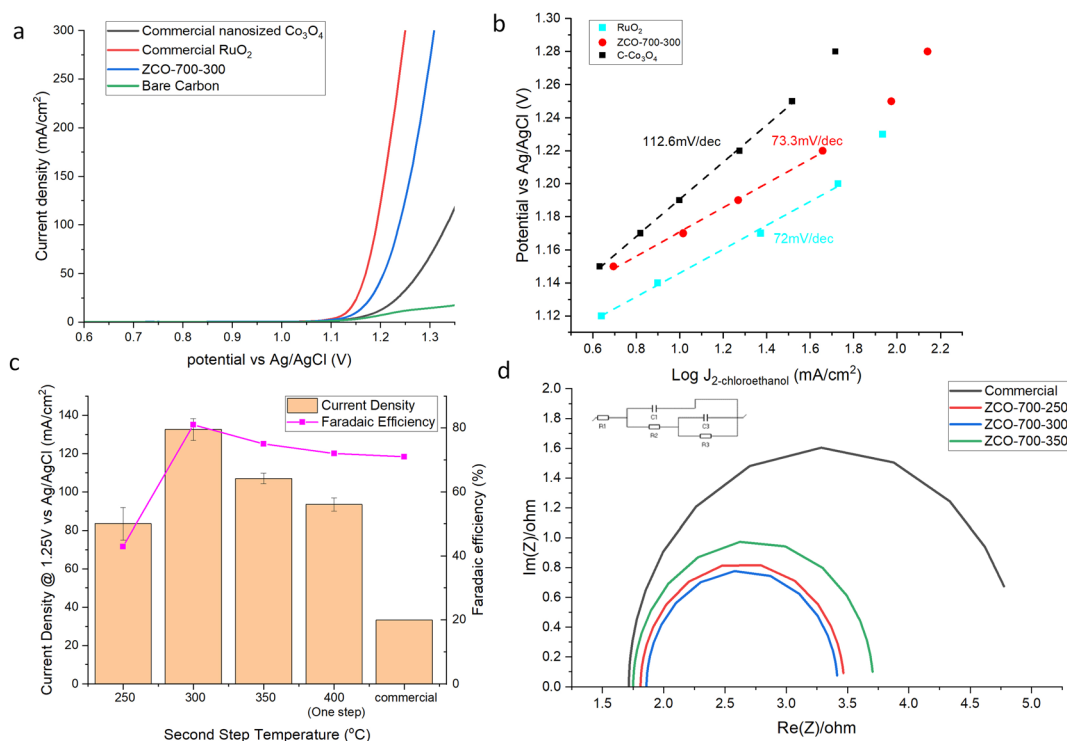 a
Commercial nanosized Co₃O₄
Commercial RuO₂
ZCO-700-300
Bare Carbon
Current density (mA/cm²)
300
250
200
150
100
50
0
0.6 0.7 0.8 0.9 1.0 1.1 1.2 1.3
potential vs Ag/AgCl (V)
b
RuO₂
ZCO-700-300
C-Co₃O₄
112.6mV/dec
73.3mV/dec
72mV/dec
Potential vs Ag/AgCl (V)
1.28
1.26
1.24
1.22
1.20
1.18
1.16
1.14
1.12
0.6 0.8 1.0 1.2 1.4 1.6 1.8 2.0 2.2
Log J₂₋chloroethanol (mA/cm²)
c
Current Density
Faradaic Efficiency
Current Density @ 1.25V vs Ag/AgCl (mA/cm²)
140
120
100
80
60
40
20
0
Faradaic efficiency (%)
80
60
40
20
0
250 300 350 400 commercial
(One step)
Second Step Temperature (°C)
d
Commercial
ZCO-700-250
ZCO-700-300
ZCO-700-350
R1
C1
R2
C3
R3
Im(Z)/ohm
2.0
1.8
1.6
1.4
1.2
1.0
0.8
0.6
0.4
0.2
0.0
1.5 2.0 2.5 3.0 3.5 4.0 4.5 5.0
Re(Z)/ohm